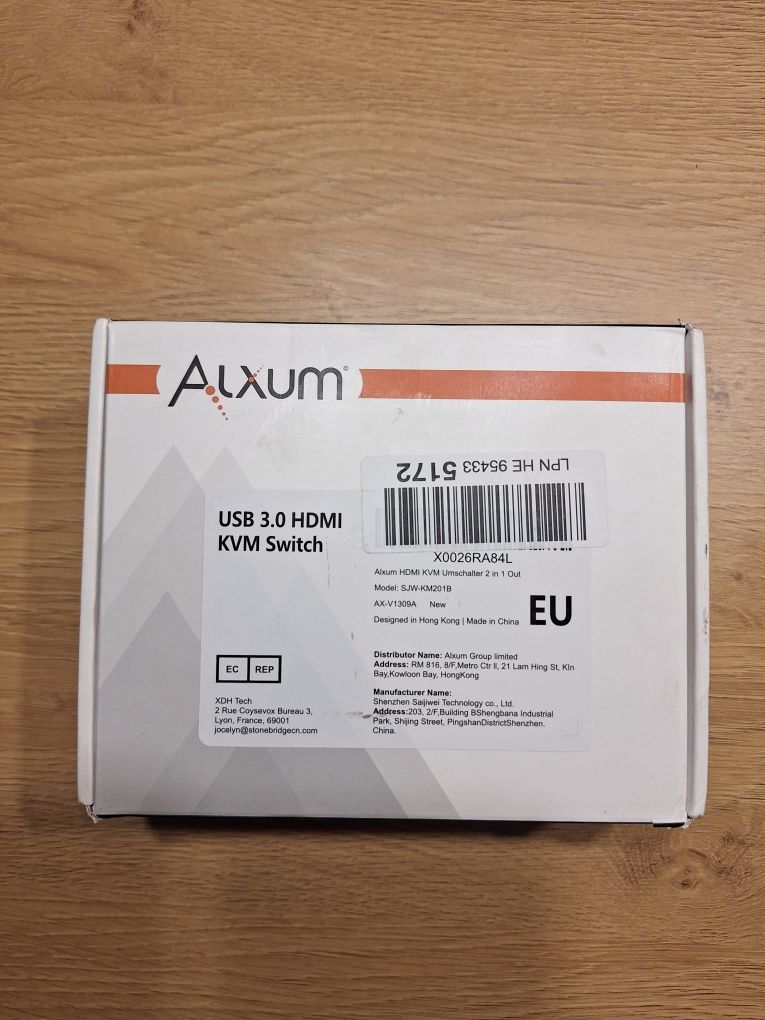 ALXUM
LPN HE 95433 5172
USB 3.0 HDMI
KVM Switch
X0026RA84L
Alxum HDMI KVM Umschalter 2 in 1 Out
Model: SJW-KM201B
AX-V1309A New
Designed in Hong Kong | Made in China
EU
EC REP
XDH Tech
2 Rue Coysevox Bureau 3,
Lyon, France, 69001
jocelyn@stonebridgecn.com
Distributor Name: Alxum Group limited
Address: RM 816, 8/F,Metro Ctr II, 21 Lam Hing St, Kln
Bay,Kowloon Bay, HongKong
Manufacturer Name:
Shenzhen Saijiwei Technology co., Ltd.
Address:203, 2/F,Building BShengbana Industrial
Park, Shijing Street, PingshanDistrictShenzhen.
China.